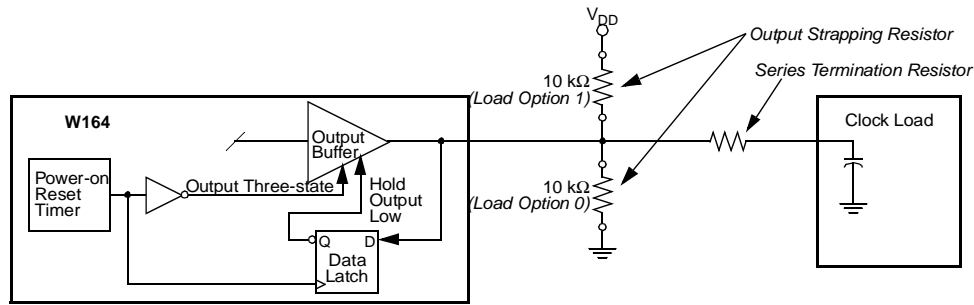 V_DD
Output Strapping Resistor
Series Termination Resistor
10 kΩ
(Load Option 1)
W164
Clock Load
Output
Buffer
Power-on
Reset
Timer
Output Three-state
Hold
Output
Low
10 kΩ
(Load Option 0)
Q D
Data
Latch